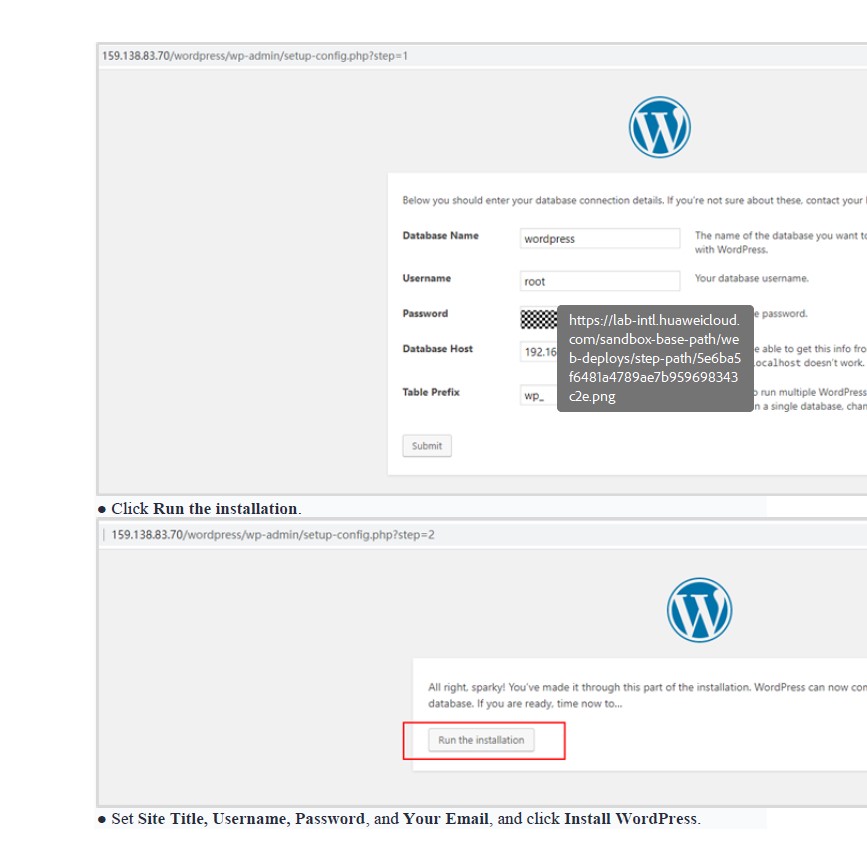 159.138.83.70/wordpress/wp-admin/setup-config.php?step=1
Below you should enter your database connection details. If you're not sure about these, contact your
Database Name wordpress The name of the database you want to
with WordPress.
Username root Your database username.
Password password.
https://lab-intl.huaweicloud.
com/sandbox-base-path/we
b-deploys/step-path/5e6ba5
f6481a4789ae7b959698343
c2e.png
Database Host 192.16 able to get this info fro
localhost doesn't work.
Table Prefix wp_ run multiple WordPress
n a single database, chan
Submit
● Click Run the installation.
159.138.83.70/wordpress/wp-admin/setup-config.php?step=2
All right, sparky! You've made it through this part of the installation. WordPress can now con
database. If you are ready, time now to...
Run the installation
● Set Site Title, Username, Password, and Your Email, and click Install WordPress.